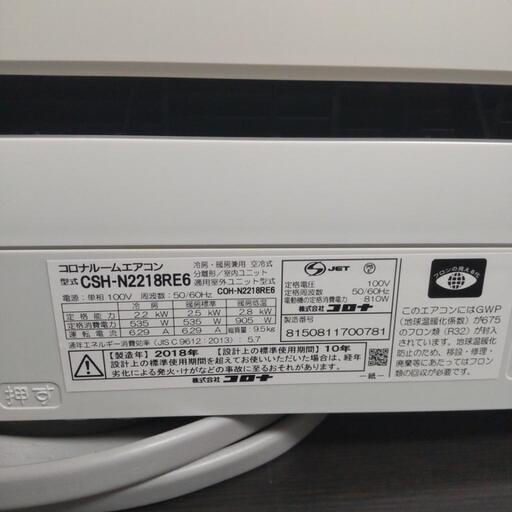 コロナルームエアコン
型式 CSH-N2218RE6
冷房・暖房兼用 空冷式
分離形/室内ユニット
適用室外ユニット型式
COH-N2218RE6
電源:単相100V 周波数:50/60Hz
冷房 暖房標準 暖房低温
定格能力 2.2 kW 2.5 kW 2.8 kW
定格消費電力 535 W 535 W 905 W
運転電流 6.29 A 6.29 A 総質量 9.5kg
通年エネルギー消費効率(JIS C 9612:2013):5.7
【製造年】2018年 【設計上の標準使用期間】10年
設計上の標準使用期間を超えてお使いいただいた場合は、経年
劣化による発火・けがなどの事故に至るおそれがあります。
株式会社コロナ
JET
定格電圧 100V
定格周波数 50/60Hz
電動機の定格消費電力 810W
株式会社コロナ
製造番号
8150811700781
―紙―
フロンの見える化
このエアコンにはGWP
(地球温暖化係数)が675
のフロン類(R32)が封入
されています。地球温暖化
防止のため、移設・修理・
廃棄等にあたってはフロン
類の回収が必要です。
押す